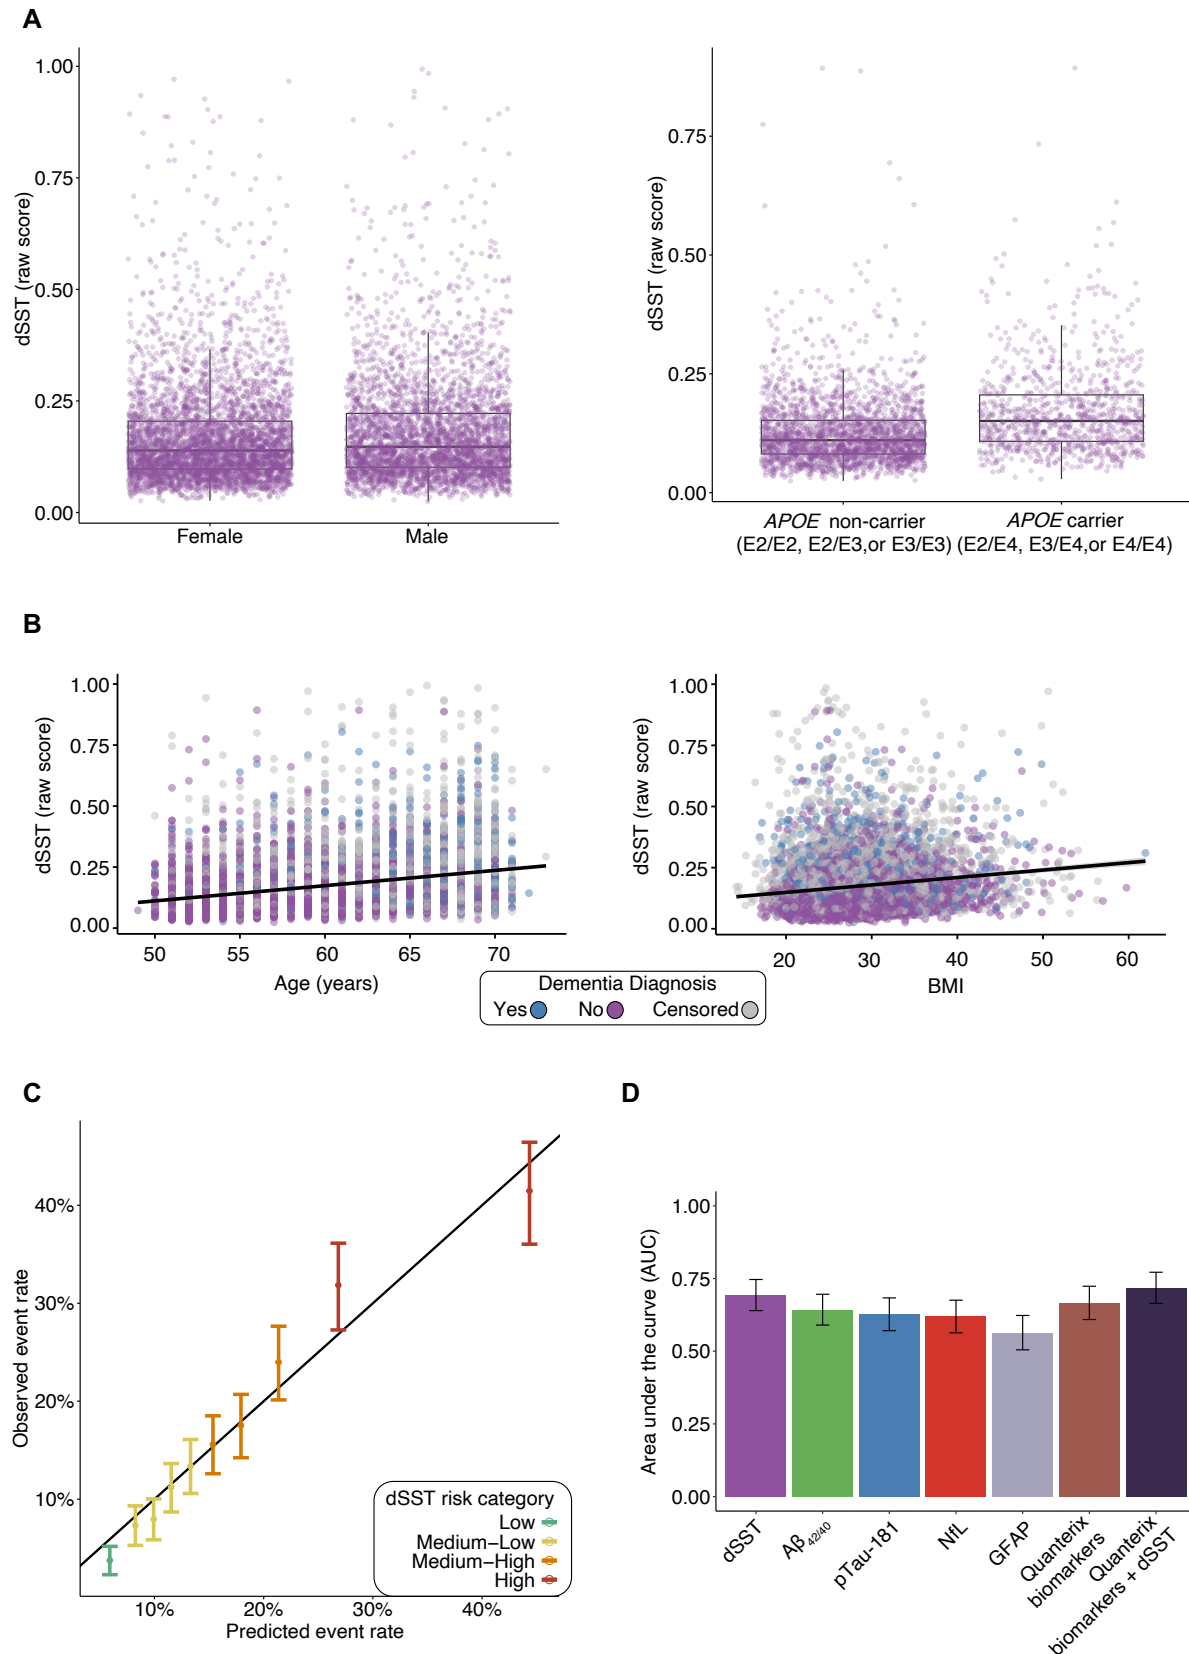 A
dSST (raw score)
1.00
0.75
0.50
0.25
0.00
Female
Male
dSST (raw score)
0.75
0.50
0.25
0.00
APOE non-carrier
(E2/E2, E2/E3,or E3/E3)
APOE carrier
(E2/E4, E3/E4,or E4/E4)
B
dSST (raw score)
1.00
0.75
0.50
0.25
0.00
50
55
60
65
70
Age (years)
dSST (raw score)
1.00
0.75
0.50
0.25
0.00
20
30
40
50
60
BMI
Dementia Diagnosis
Yes No Censored
C
Observed event rate
40%
30%
20%
10%
10%
20%
30%
40%
Predicted event rate
dSST risk category
Low
Medium−Low
Medium−High
High
D
Area under the curve (AUC)
1.00
0.75
0.50
0.25
0.00
dSST
Aβ 42/40
pTau-181
NfL
GFAP
Quanterix
biomarkers
Quanterix
biomarkers + dSST